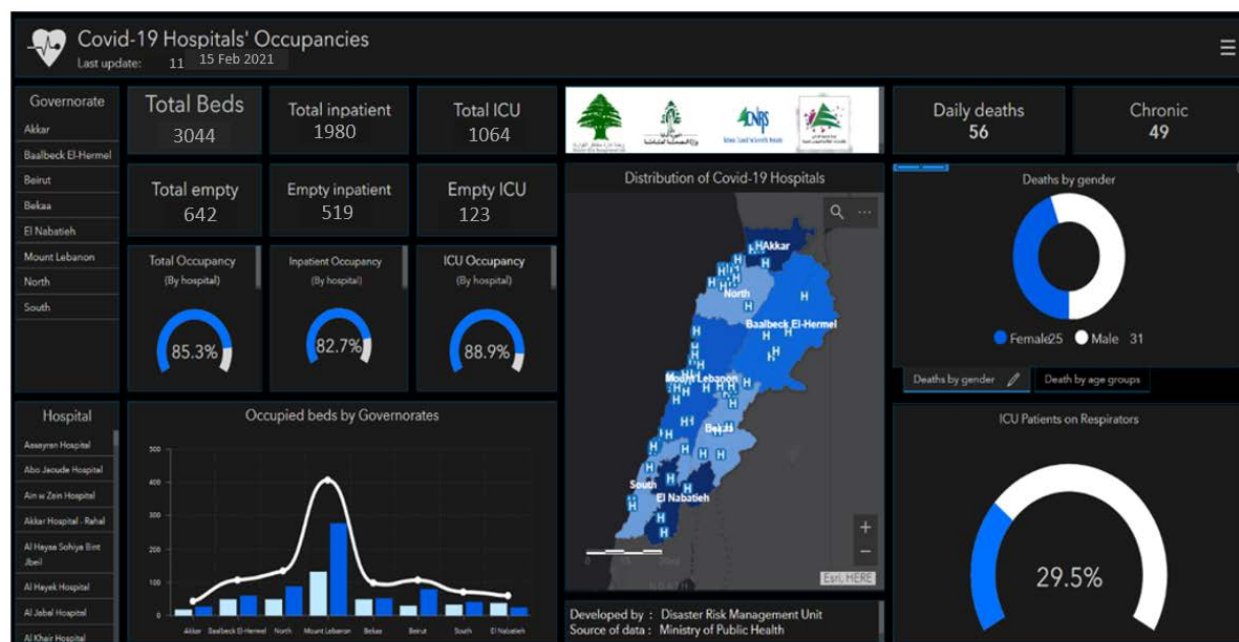 Covid-19 Hospitals' Occupancies
Last update: 11 15 Feb 2021
Governorate
Akkar
Baalbeck El-Hermel
Beirut
Bekaa
El Nabatieh
Mount Lebanon
North
South
Total Beds
3044
Total inpatient
1980
Total ICU
1064
Total empty
642
Empty inpatient
519
Empty ICU
123
Total Occupancy
(By hospital)
85.3%
Inpatient Occupancy
(By hospital)
82.7%
ICU Occupancy
(By hospital)
88.9%
Hospital
Assayran Hospital
Abo Jaoude Hospital
Ain w Zein Hospital
Akkar Hospital - Rahal
Al Hayaa Sohiya Bint
Jbeil
Al Hayek Hospital
Al Jabal Hospital
Al Khair Hospital
Occupied beds by Governorates
500
400
300
200
100
0
Akkar Baalbeck El-Hermel North Mount Lebanon Bekaa Beirut South El Nabatieh
CNRS
Distribution of Covid-19 Hospitals
Akkar
North
Baalbeck El-Hermel
Mount Lebanon
Bekaa
South
El Nabatieh
Esri, HERE
Developed by : Disaster Risk Management Unit
Source of data : Ministry of Public Health
Daily deaths
56
Chronic
49
Deaths by gender
Female 25 Male 31
Deaths by gender Death by age groups
ICU Patients on Respirators
29.5%